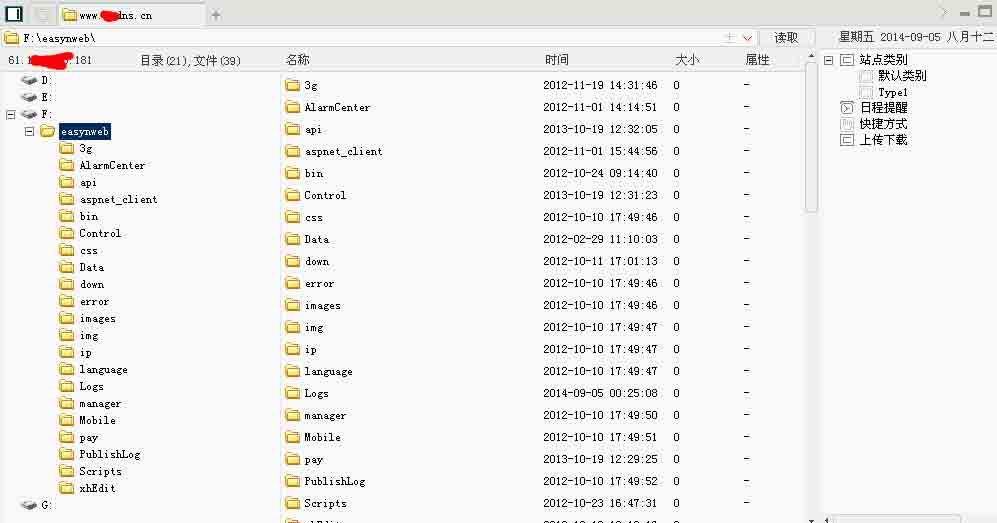 www. dns.cn
F:\easynweb\ 读取 星期五 2014-09-05 八月十二
61.1 .181 目录(21),文件(39) 名称 时间 大小 属性
D:
E:
F:
easynweb
3g
AlarmCenter
api
aspnet_client
bin
Control
css
Data
down
error
images
img
ip
language
Logs
manager
Mobile
pay
PublishLog
Scripts
xhEdit
G:
3g 2012-11-19 14:31:46 0 -
AlarmCenter 2012-11-01 14:14:51 0 -
api 2013-10-19 12:32:05 0 -
aspnet_client 2012-11-01 15:44:56 0 -
bin 2012-10-24 09:14:40 0 -
Control 2013-10-19 12:31:23 0 -
css 2012-10-10 17:49:46 0 -
Data 2012-02-29 11:10:03 0 -
down 2012-10-11 17:01:13 0 -
error 2012-10-10 17:49:46 0 -
images 2012-10-10 17:49:46 0 -
img 2012-10-10 17:49:47 0 -
ip 2012-10-10 17:49:47 0 -
language 2012-10-10 17:49:47 0 -
Logs 2014-09-05 00:25:08 0 -
manager 2012-10-10 17:49:50 0 -
Mobile 2012-10-10 17:49:51 0 -
pay 2013-10-19 12:29:25 0 -
PublishLog 2012-10-10 17:49:52 0 -
Scripts 2012-10-23 16:47:31 0 -
站点类别
默认类别
Type1
日程提醒
快捷方式
上传下载